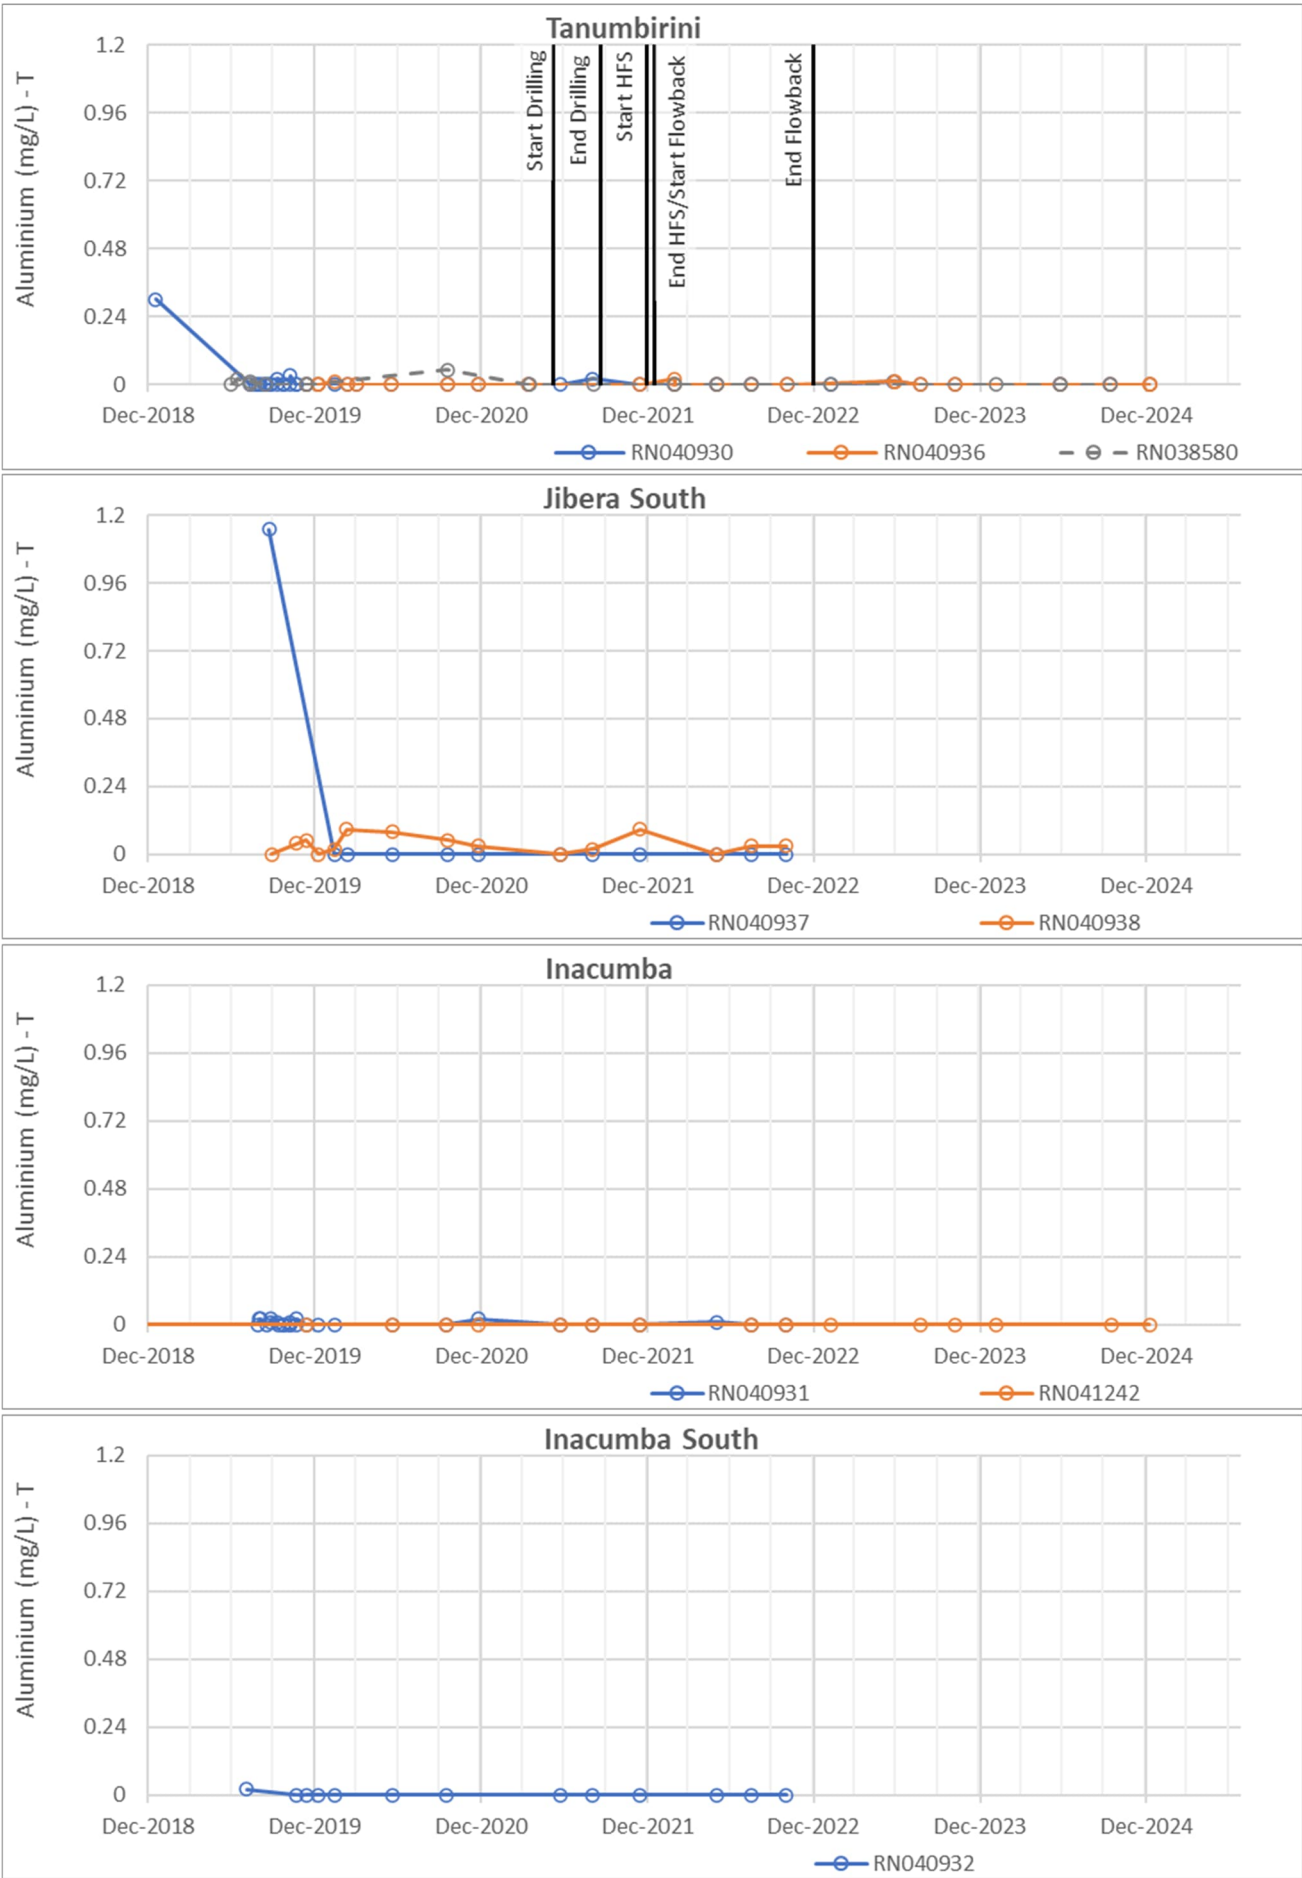 Tanumbirini
Aluminium (mg/L) - T
1.2
0.96
0.72
0.48
0.24
0
Start Drilling
End Drilling
Start HFS
End HFS/Start Flowback
End Flowback
Dec-2018 Dec-2019 Dec-2020 Dec-2021 Dec-2022 Dec-2023 Dec-2024
RN040930 RN040936 RN038580
Jibera South
Aluminium (mg/L) - T
1.2
0.96
0.72
0.48
0.24
0
Dec-2018 Dec-2019 Dec-2020 Dec-2021 Dec-2022 Dec-2023 Dec-2024
RN040937 RN040938
Inacumba
Aluminium (mg/L) - T
1.2
0.96
0.72
0.48
0.24
0
Dec-2018 Dec-2019 Dec-2020 Dec-2021 Dec-2022 Dec-2023 Dec-2024
RN040931 RN041242
Inacumba South
Aluminium (mg/L) - T
1.2
0.96
0.72
0.48
0.24
0
Dec-2018 Dec-2019 Dec-2020 Dec-2021 Dec-2022 Dec-2023 Dec-2024
RN040932